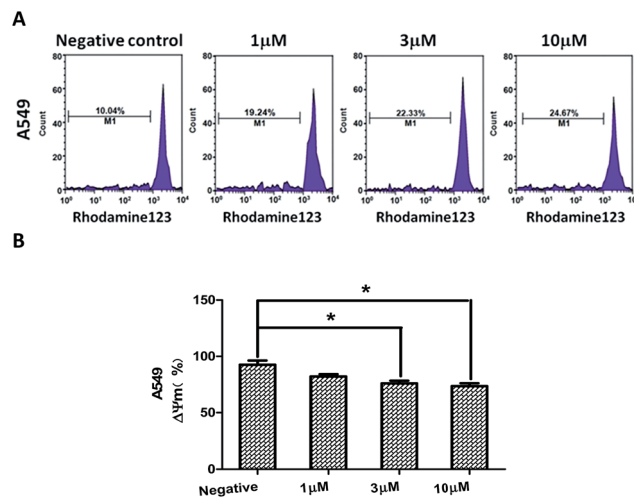 A
Negative control 1μM 3μM 10μM
A549
Count
80
60
40
20
0
10.04%
M1
10⁰ 10¹ 10² 10³ 10⁴
Rhodamine123
Count
80
60
40
20
0
19.24%
M1
10⁰ 10¹ 10² 10³ 10⁴
Rhodamine123
Count
80
60
40
20
0
22.33%
M1
10⁰ 10¹ 10² 10³ 10⁴
Rhodamine123
Count
80
60
40
20
0
24.67%
M1
10⁰ 10¹ 10² 10³ 10⁴
Rhodamine123
B
A549
ΔΨm( %)
150
100
50
0
*
*
Negative 1μM 3μM 10μM